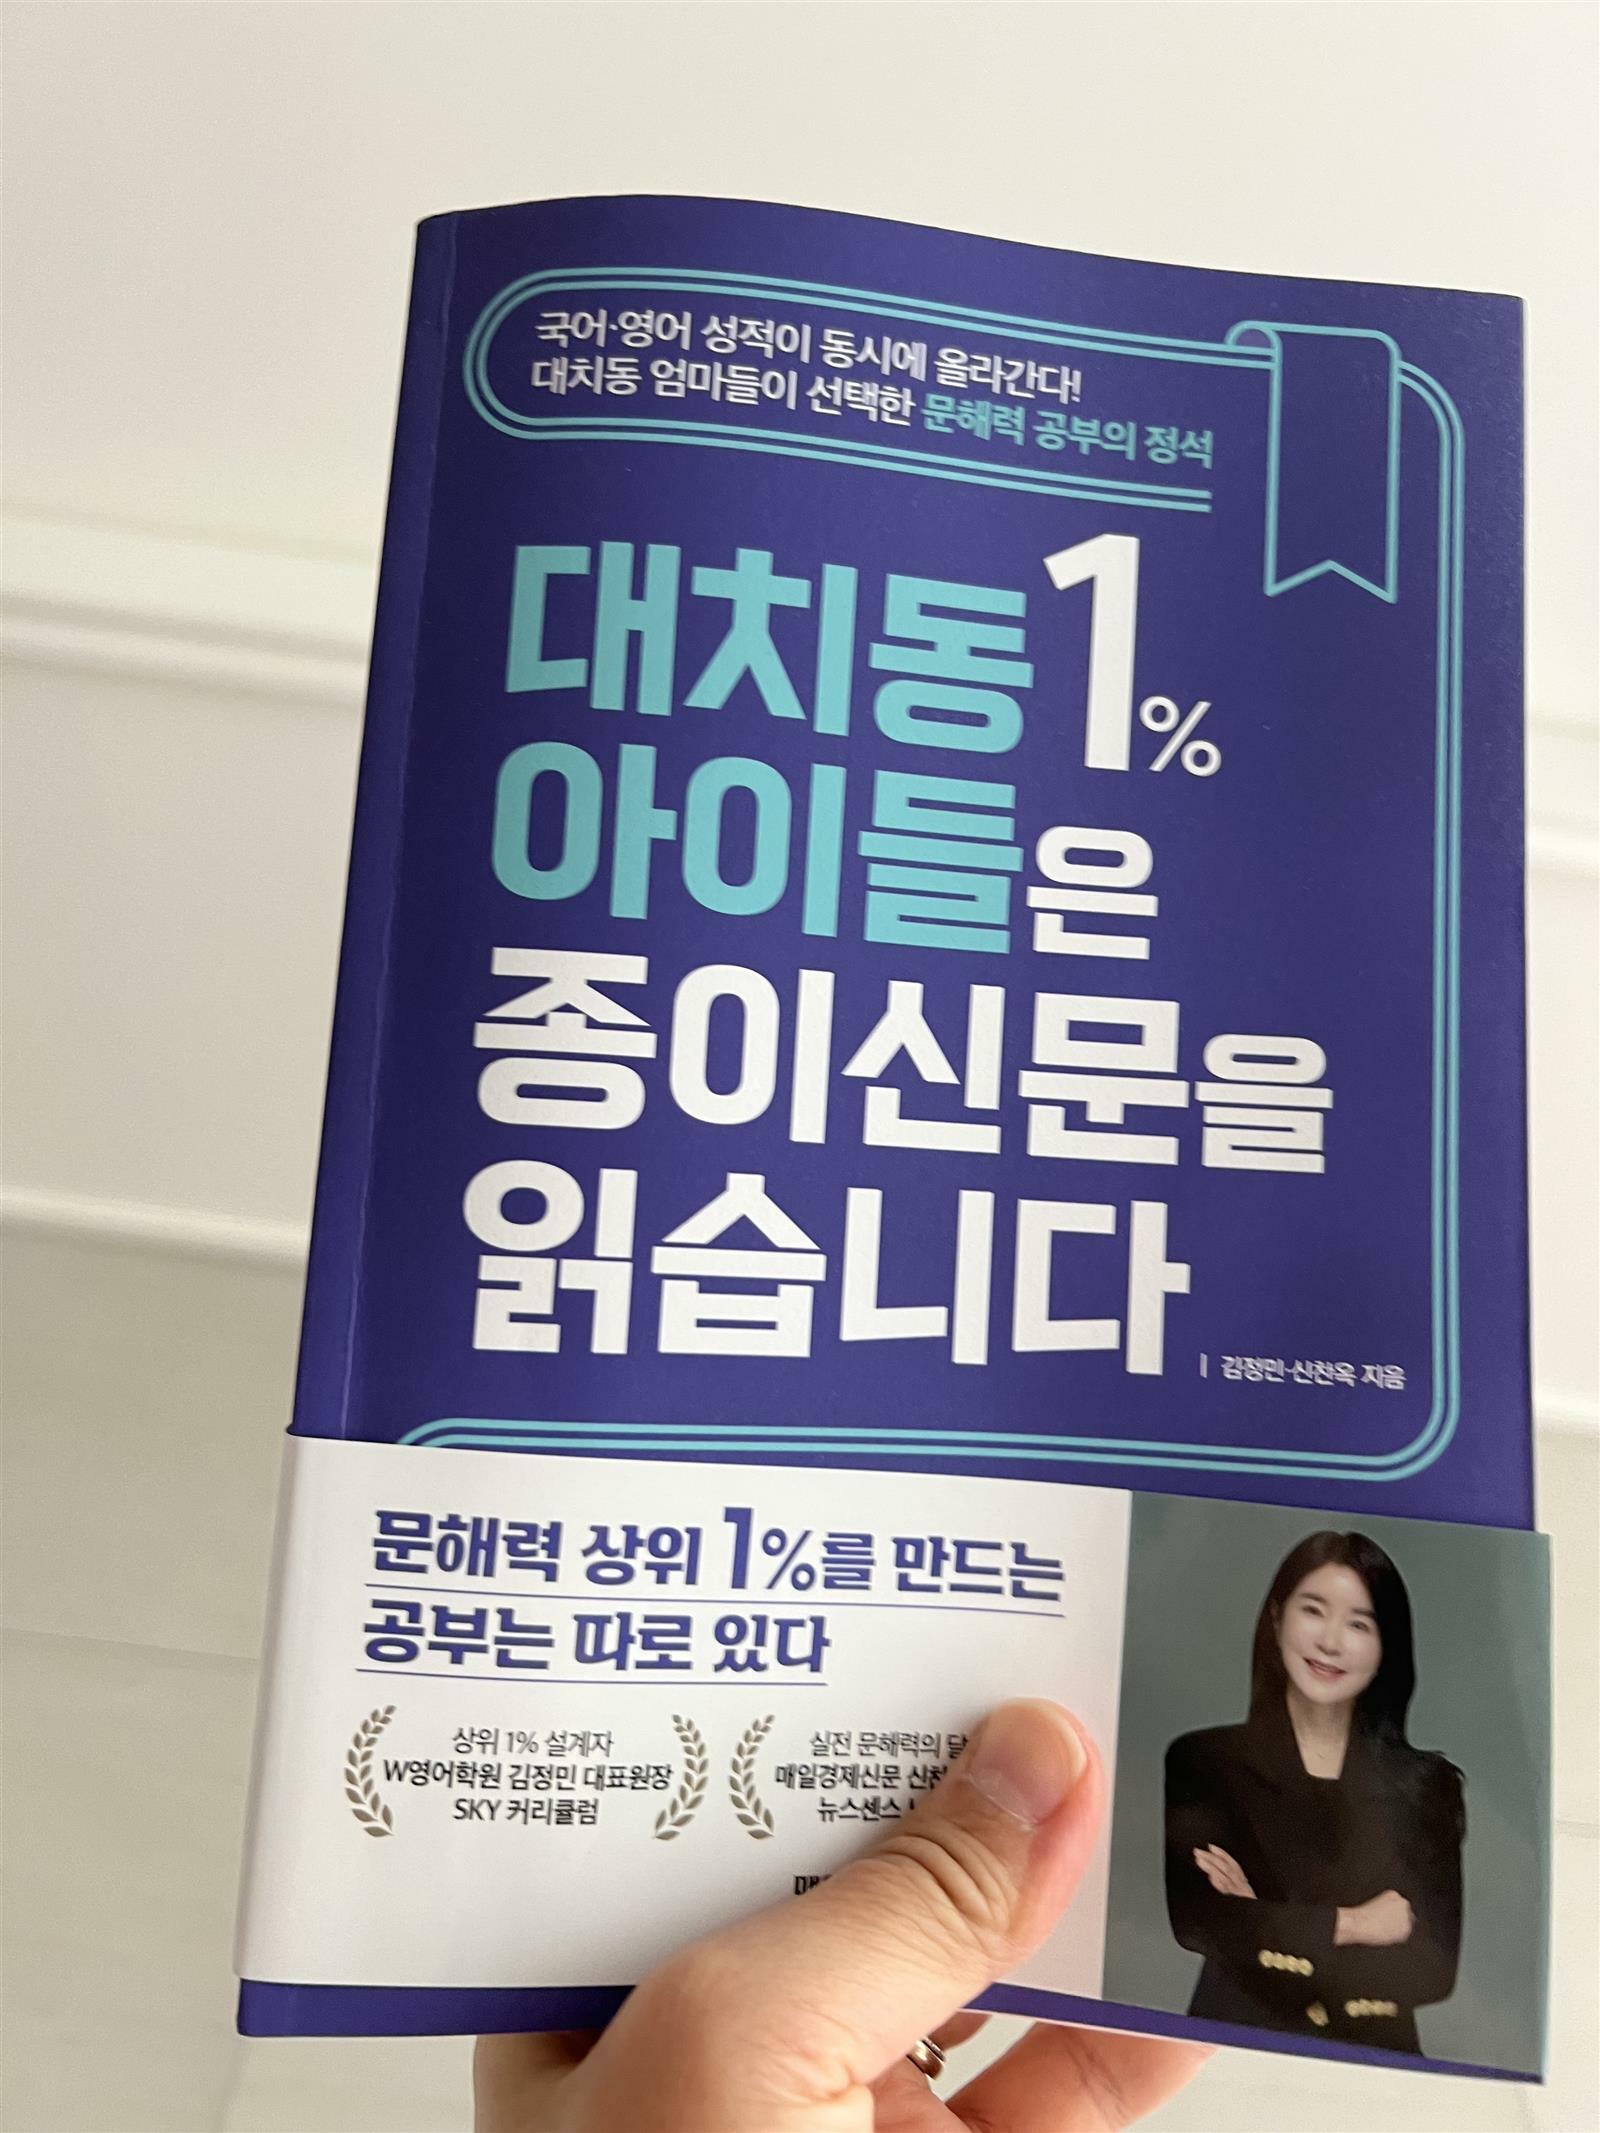 국어·영어 성적이 동시에 올라간다!
대치동 엄마들이 선택한 문해력 공부의 정석
대치동 1%
아이들은
종이신문을
읽습니다
| 김정민·신찬옥 지음
문해력 상위 1%를 만드는
공부는 따로 있다
상위 1% 설계자
W영어학원 김정민 대표원장
SKY 커리큘럼
실전 문해력의
매일경제신문
뉴스센스